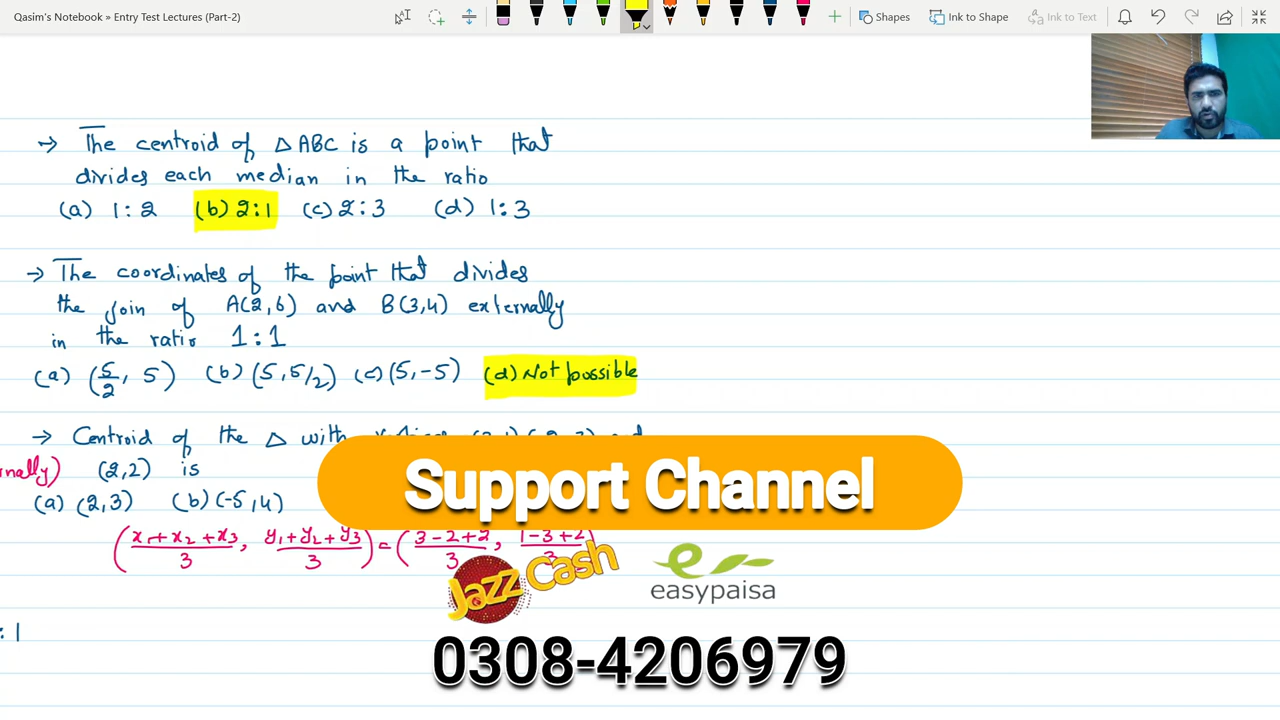 Qasim's Notebook » Entry Test Lectures (Part-2)
Shapes
Ink to Shape
Ink to Text
→ The centroid of △ ABC is a point that
divides each median in the ratio
(a) 1:2 (b) 2:1 (c) 2:3 (d) 1:3
→ The coordinates of the point that divides
the join of A(2,6) and B(3,4) externally
in the ratio 1:1
(a) (5/2, 5) (b) (5, 5/2) (c) (5,-5) (d) Not possible
→ Centroid of the △ with
(2,2) is
(a) (2,3) (b) (-5,4)
(x₁+x₂+x₃/3, y₁+y₂+y₃/3) = (3-2+2/3, 1-3+2
: 1
Support Channel
Jazz Cash
easypaisa
0308-4206979